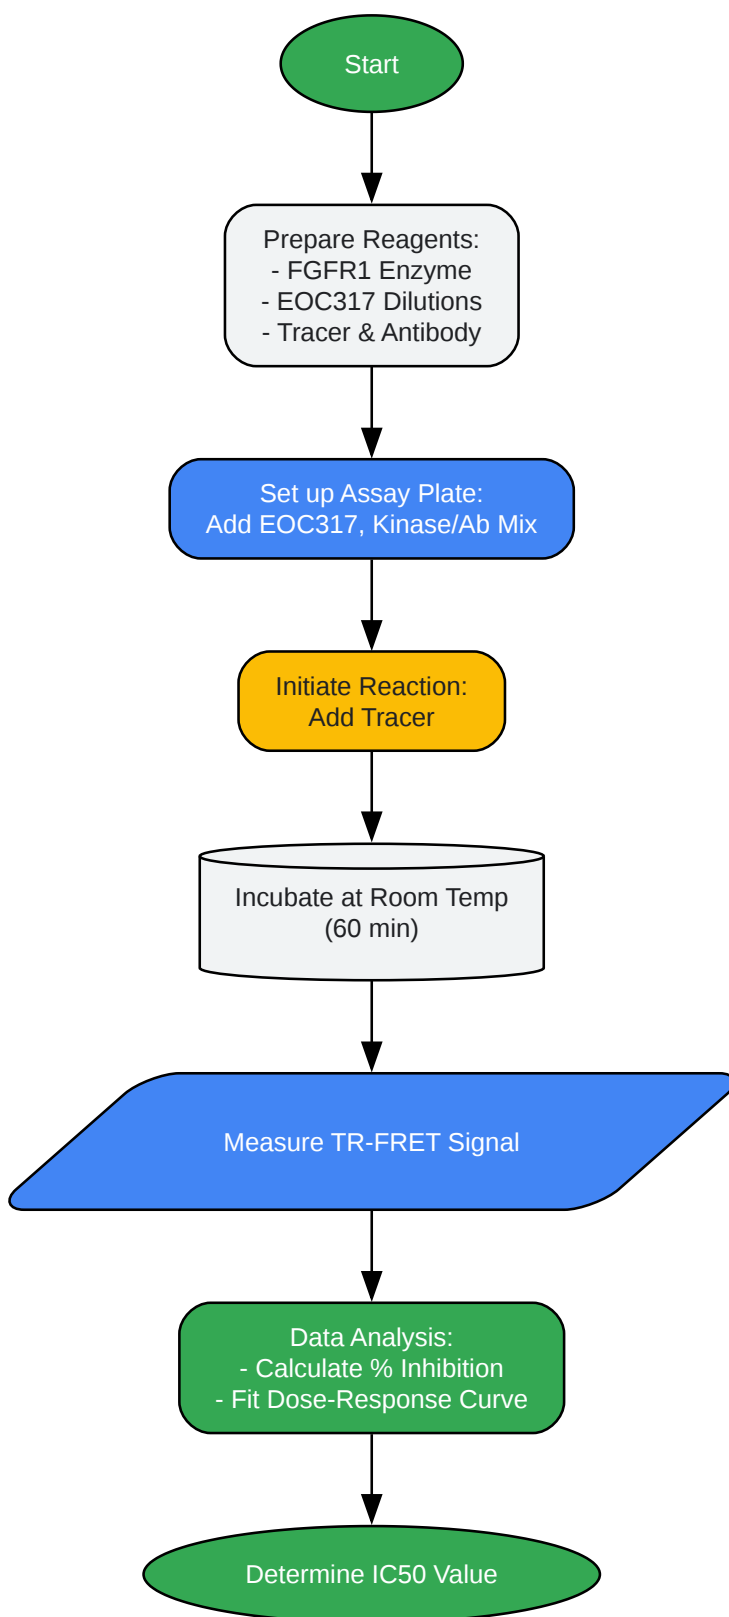 Start
Prepare Reagents:
- FGFR1 Enzyme
- EOC317 Dilutions
- Tracer & Antibody
Set up Assay Plate:
Add EOC317, Kinase/Ab Mix
Initiate Reaction:
Add Tracer
Incubate at Room Temp
(60 min)
Measure TR-FRET Signal
Data Analysis:
- Calculate % Inhibition
- Fit Dose-Response Curve
Determine IC50 Value